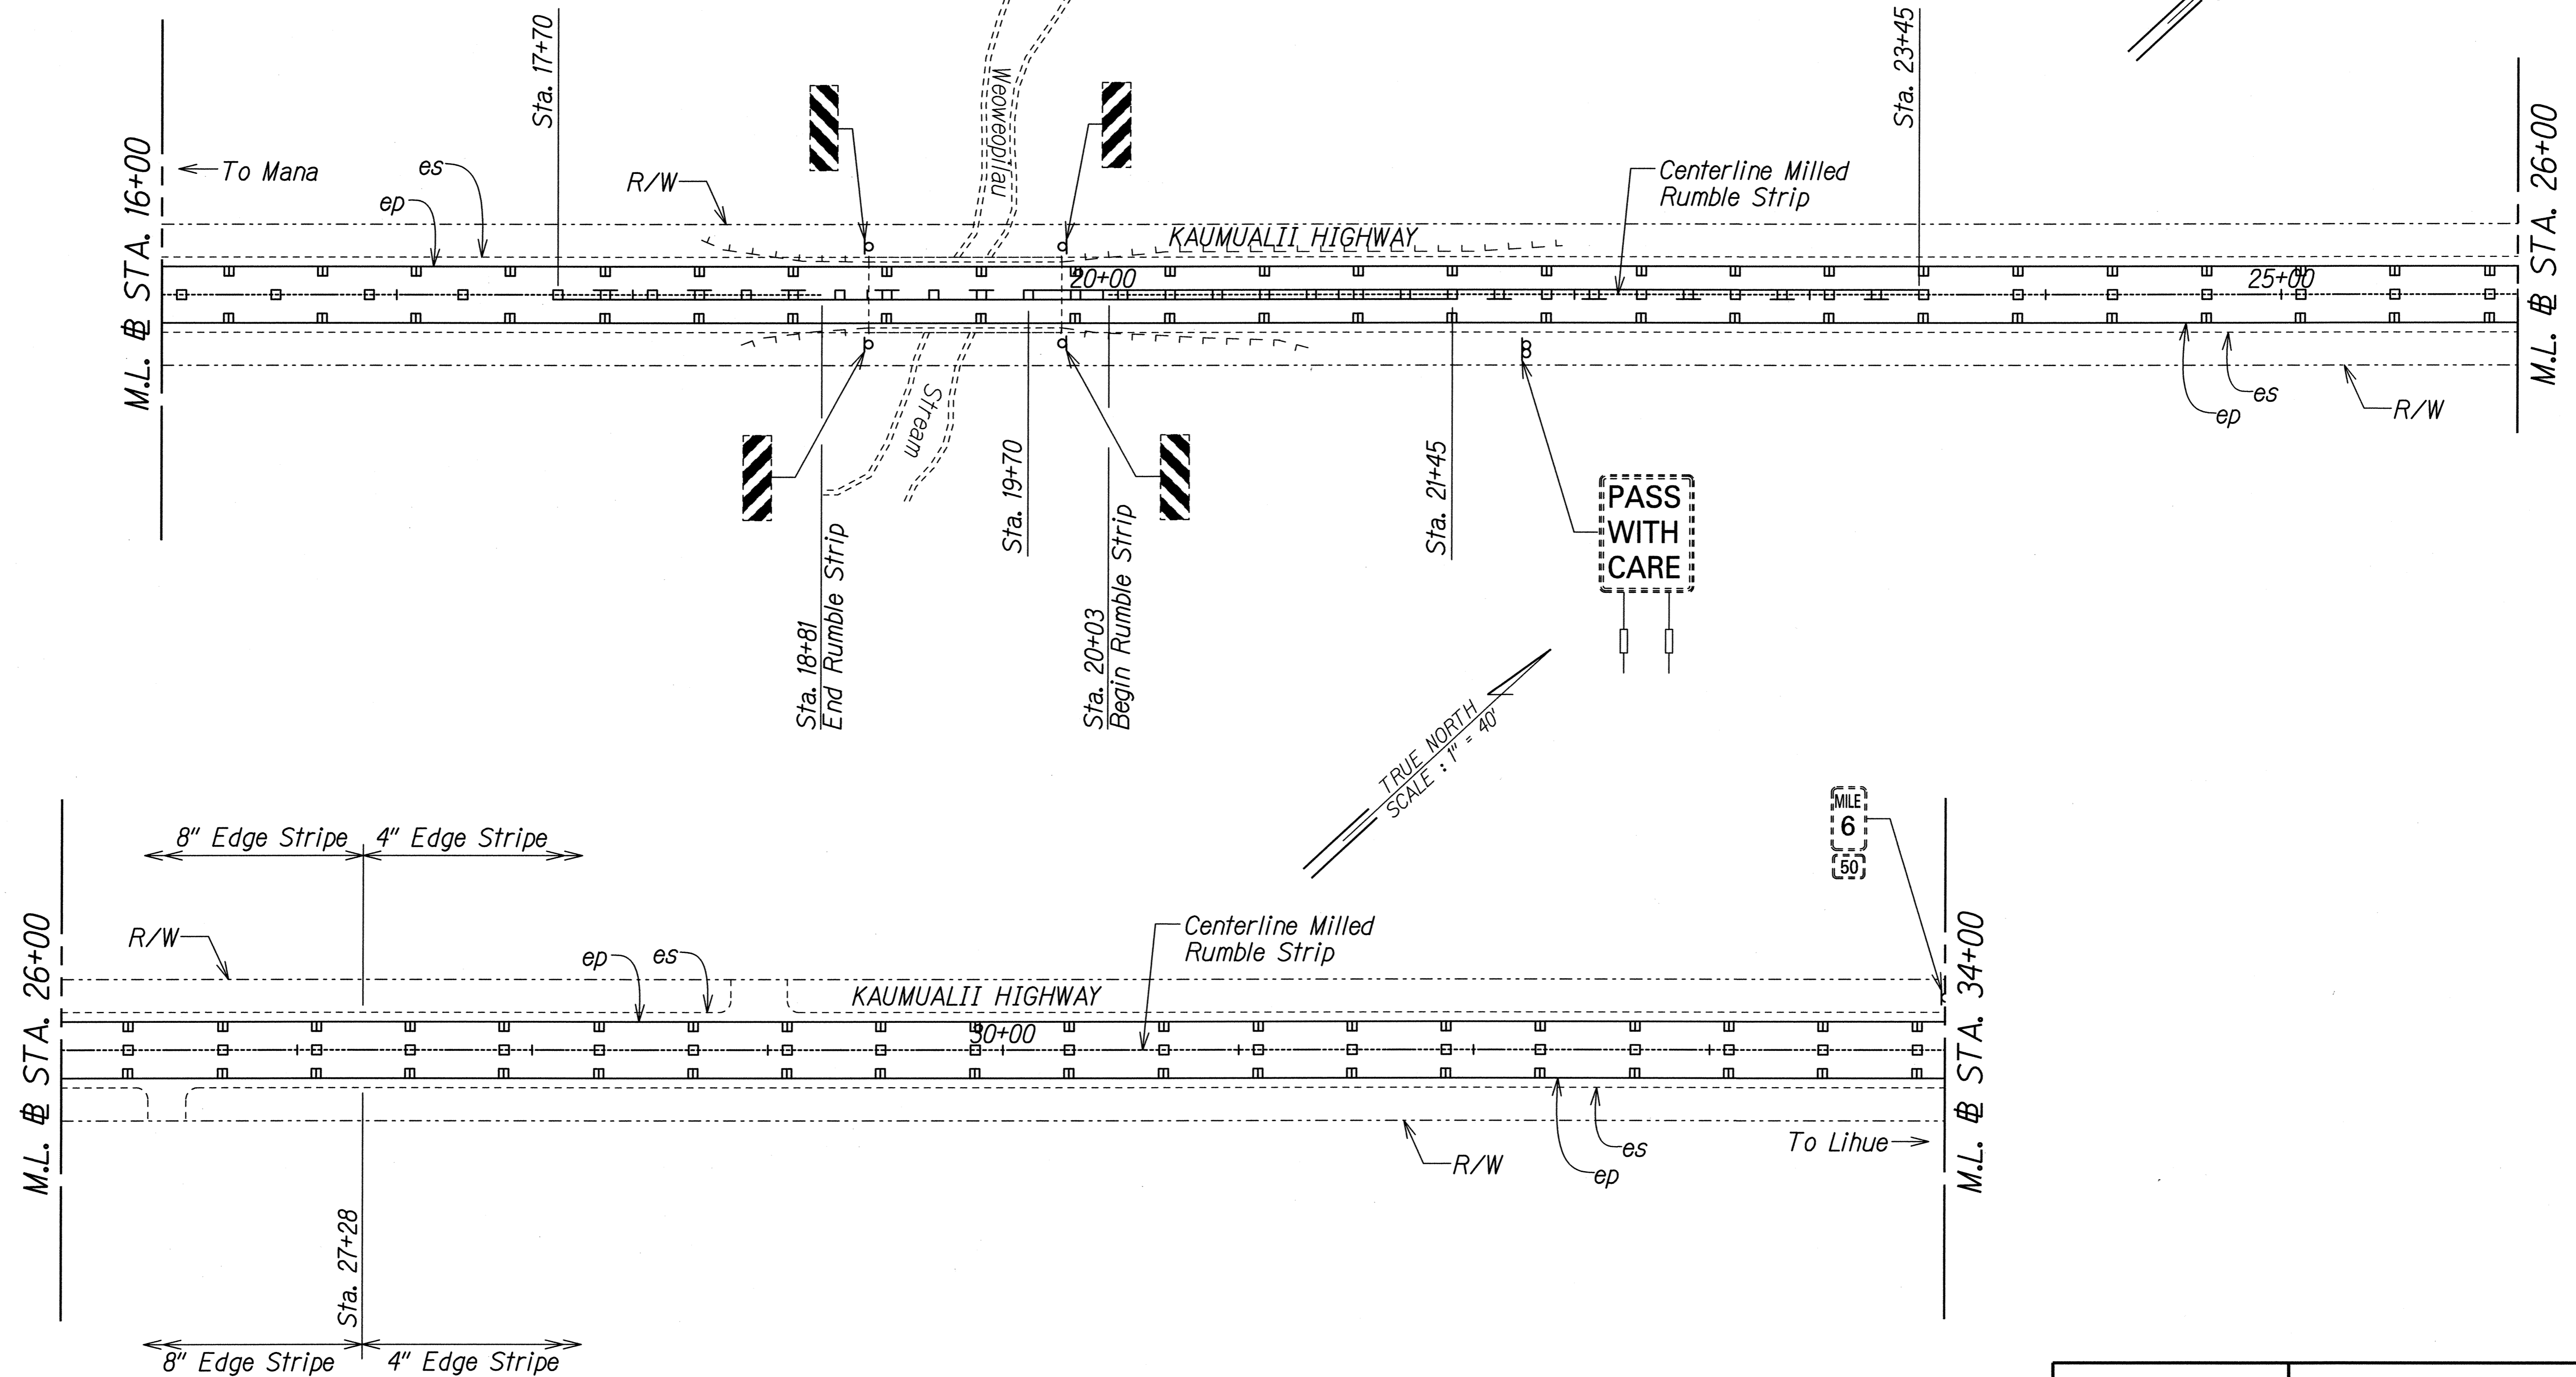 Sta. 17+70
Sta. 23+45
Weoweopilau
M.L. BL STA. 16+00
To Mana
es
ep
R/W
Centerline Milled
Rumble Strip
M.L. BL STA. 26+00
KAUMUALII HIGHWAY
20+00
25+00
Stream
es
ep
R/W
Sta. 18+81
End Rumble Strip
Sta. 19+70
Sta. 20+03
Begin Rumble Strip
Sta. 21+45
PASS
WITH
CARE
TRUE NORTH
SCALE : 1" = 40'
MILE
6
50
8" Edge Stripe
4" Edge Stripe
M.L. BL STA. 26+00
R/W
ep
es
Centerline Milled
Rumble Strip
KAUMUALII HIGHWAY
30+00
M.L. BL STA. 34+00
To Lihue
es
ep
R/W
Sta. 27+28
8" Edge Stripe
4" Edge Stripe